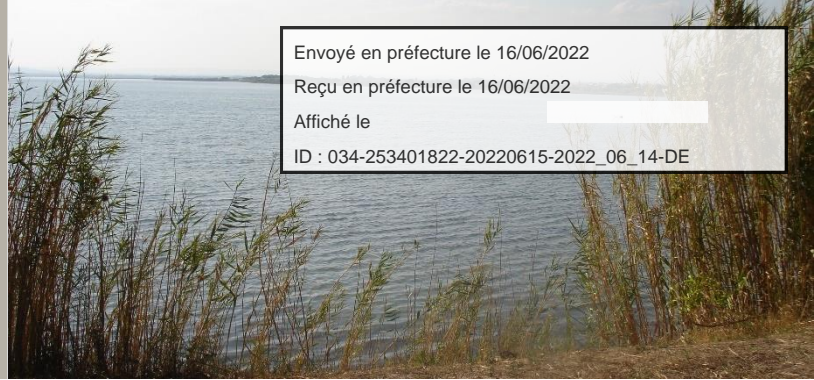 Envoyé en préfecture le 16/06/2022
Reçu en préfecture le 16/06/2022
Affiché le
ID : 034-253401822-20220615-2022_06_14-DE